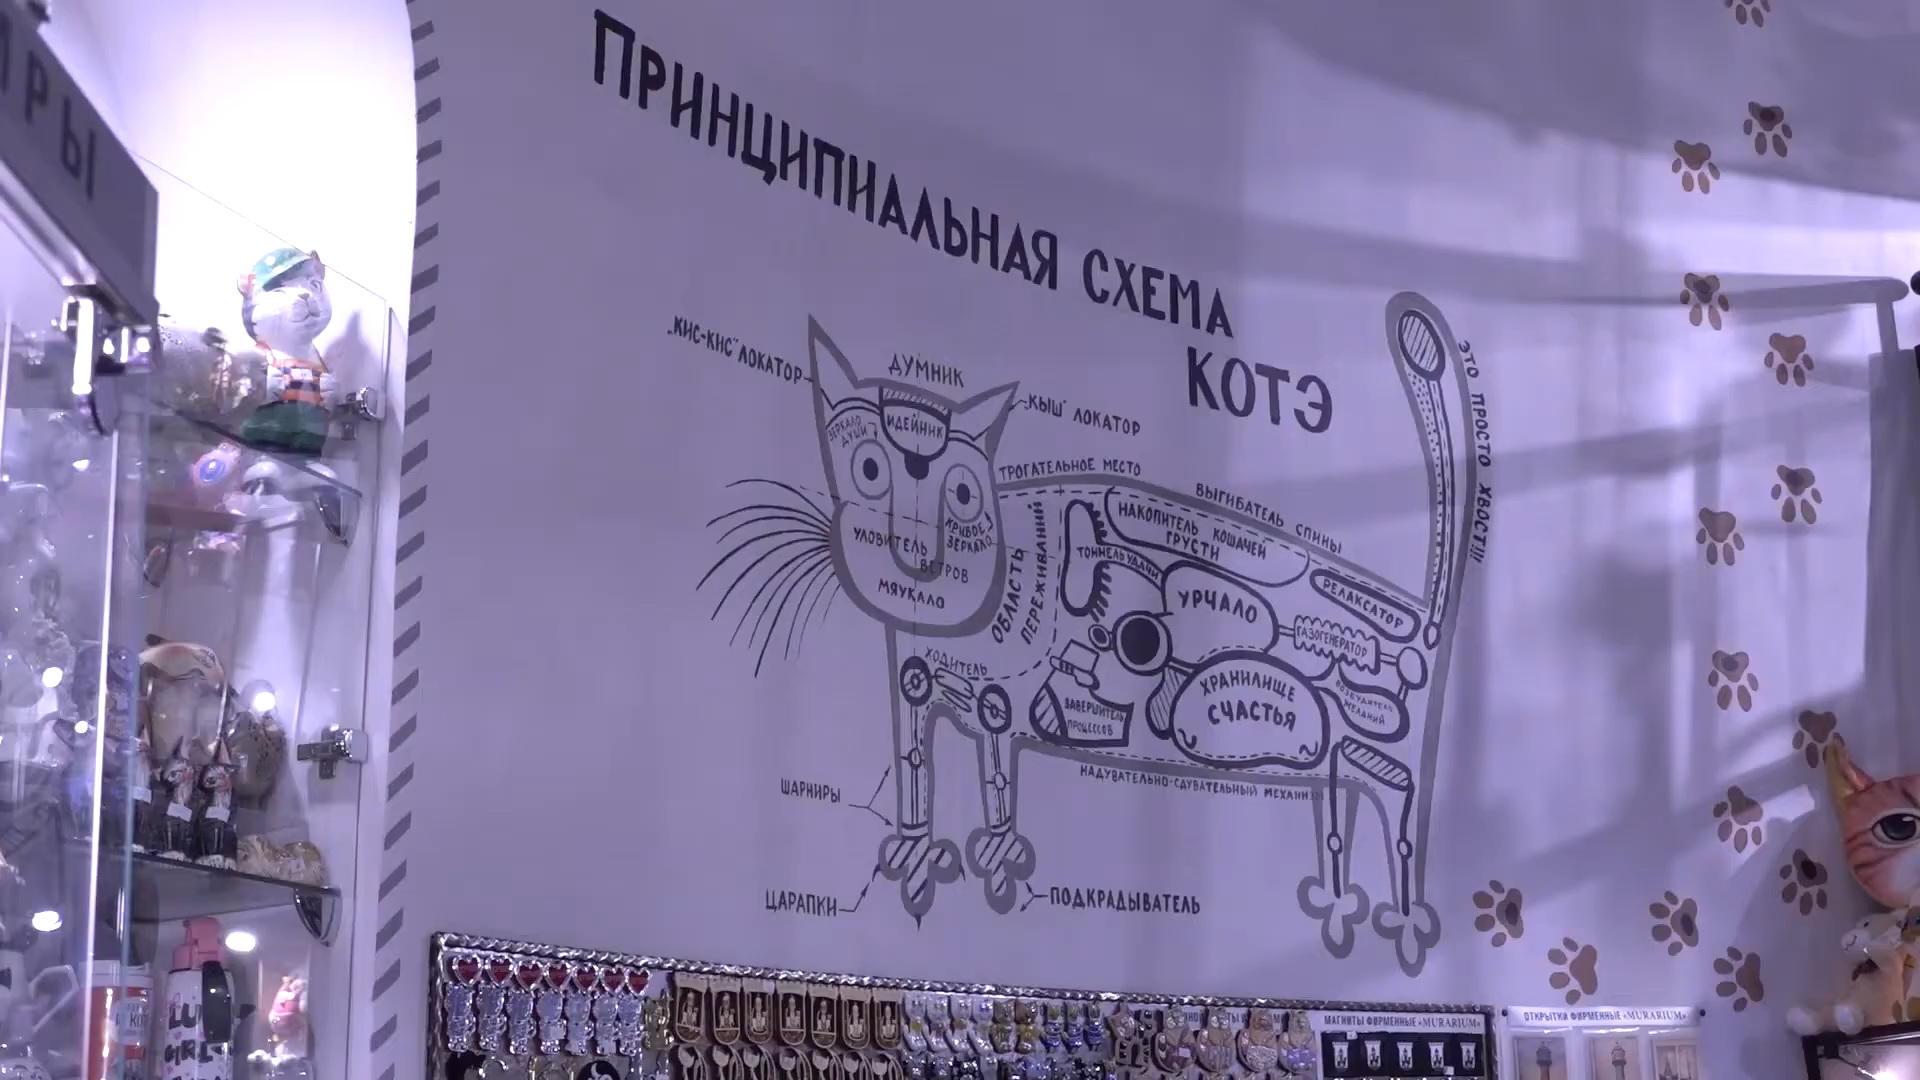 ПРИНЦИПИАЛЬНАЯ СХЕМА
КОТЭ
„КИС-КИС" ЛОКАТОР
ДУМНИК
„КЫШ" ЛОКАТОР
ЗЕРКАЛО
ДУШИ
ИДЕЙНИК
ТРОГАТЕЛЬНОЕ МЕСТО
ВЫГИБАТЕЛЬ СПИНЫ
ЭТО ПРОСТО ХВОСТ!!!
КРИВОЕ
ЗЕРКАЛО
УЛОВИТЕЛЬ
ВЕТРОВ
МЯУКАЛО
ОБЛАСТЬ
ПЕРЕЖИВАНИЙ
НАКОПИТЕЛЬ КОШАЧЕЙ
ГРУСТИ
ТОННЕЛЬ УДАЧИ
РЕЛАКСАТОР
УРЧАЛО
ГАЗОГЕНЕРАТОР
ХОДИТЕЛЬ
ХРАНИЛИЩЕ
СЧАСТЬЯ
ВОЗБУДИТЕЛЬ
ЖЕЛАНИЙ
ЗАВЕРШИТЕЛЬ
ПРОЦЕССОВ
НАДУВАТЕЛЬНО-СДУВАТЕЛЬНЫЙ МЕХАНИЗМ
ШАРНИРЫ
ЦАРАПКИ
ПОДКРАДЫВАТЕЛЬ
МАГНИТЫ ФИРМЕННЫЕ «MURARIUM»
ОТКРЫТКИ ФИРМЕННЫЕ «MURARIUM»